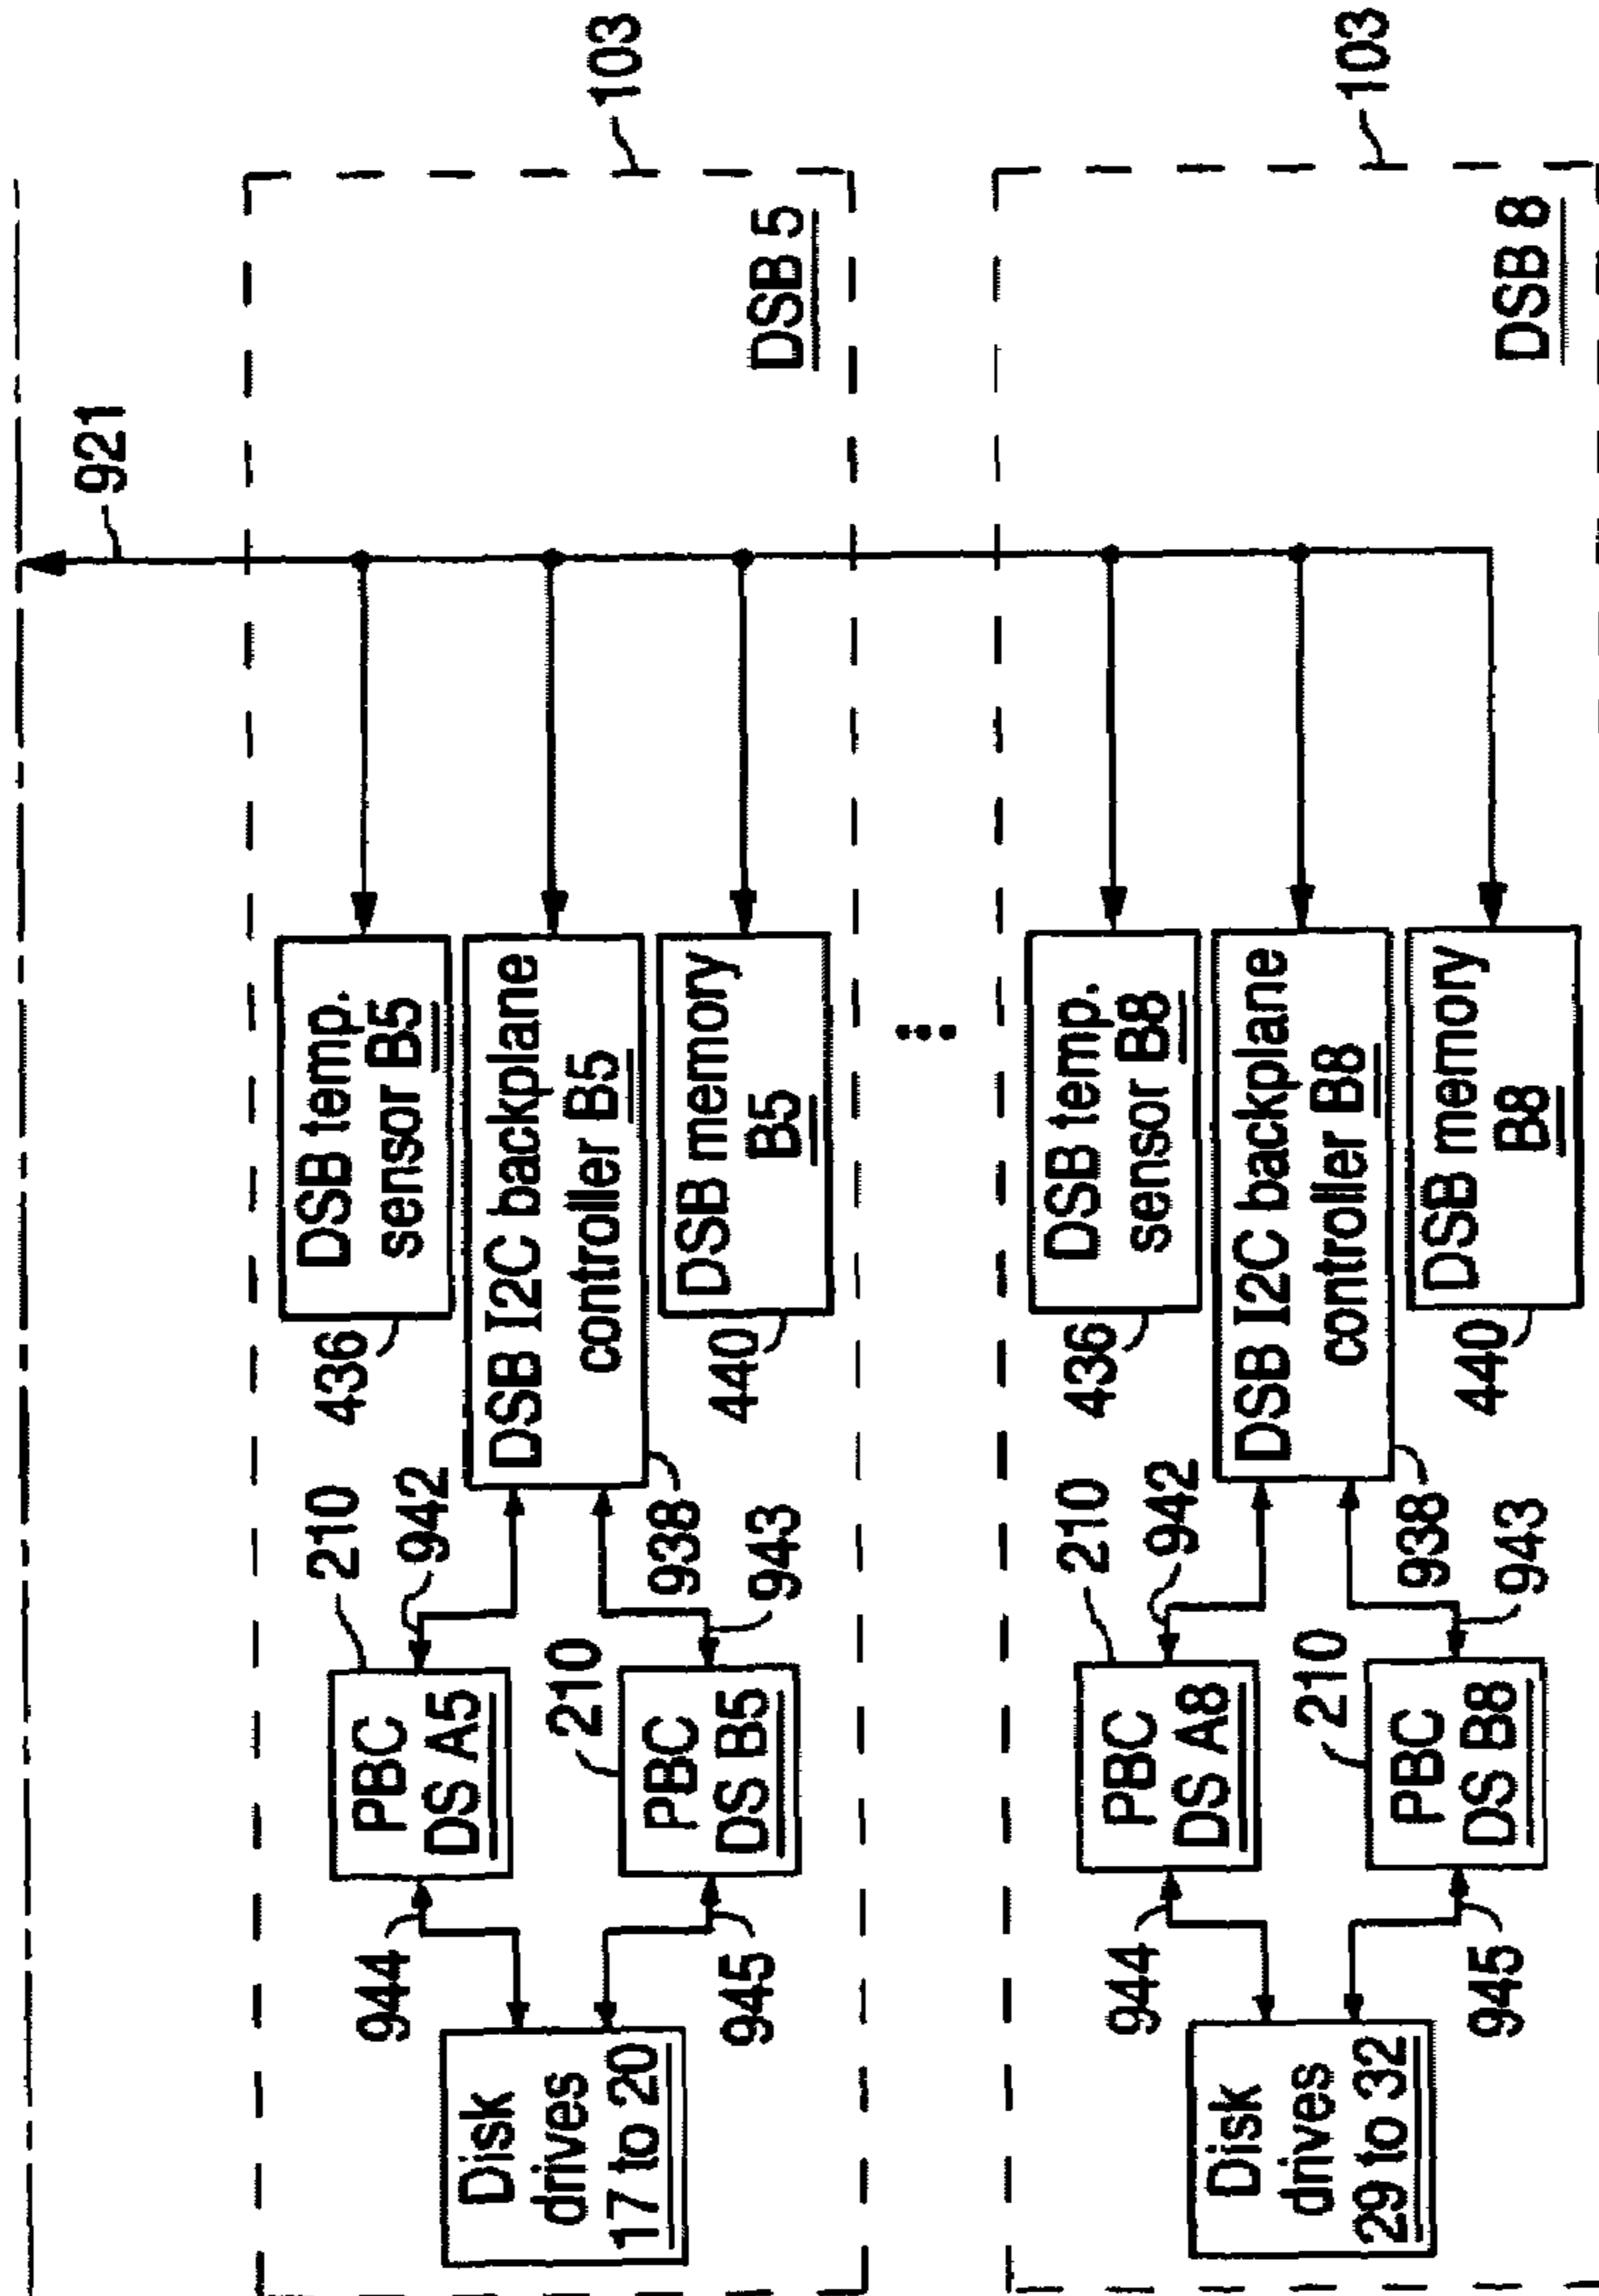 921
103
DSB 5
DSB temp.
sensor B5
436
DSB I2C backplane
controller B5
938
DSB memory
B5
440
210
942
PBC
DS A5
210
943
PBC
DS B5
944
945
Disk
drives
17 to 20
103
DSB 8
DSB temp.
sensor B8
436
DSB I2C backplane
controller B8
938
DSB memory
B8
440
210
942
PBC
DS A8
210
943
PBC
DS B8
944
945
Disk
drives
29 to 32